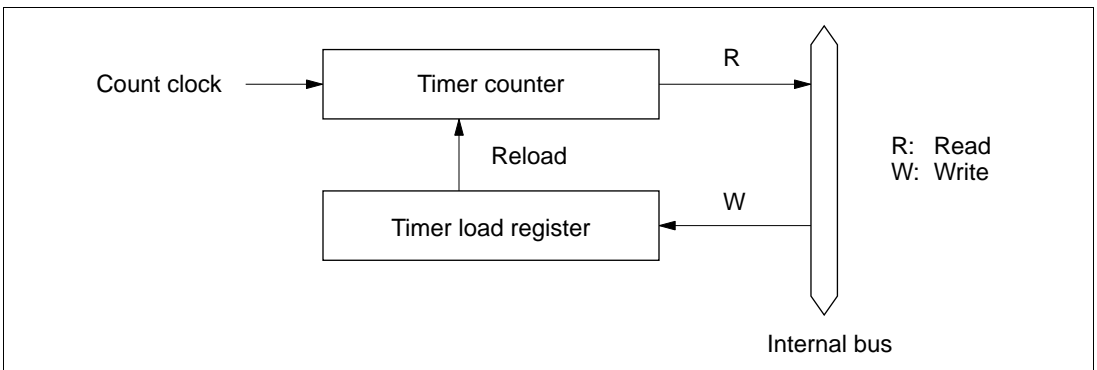 R
Count clock
Timer counter
Reload
R: Read
W: Write
W
Timer load register
Internal bus